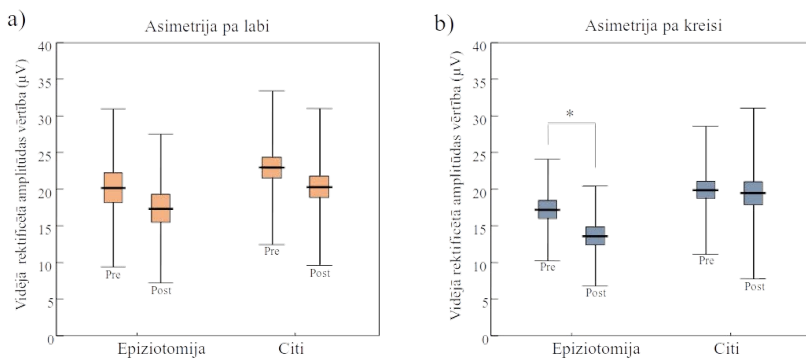 a)
Asimetrija pa labi
Vidējā rektificētā amplitūdas vērtība (µV)
40
35
30
25
20
15
10
5
0
Pre
Post
Pre
Post
Epiziotomija
Citi
b)
Asimetrija pa kreisi
Vidējā rektificētā amplitūdas vērtība (µV)
40
35
30
25
20
15
10
5
0
*
Pre
Post
Pre
Post
Epiziotomija
Citi